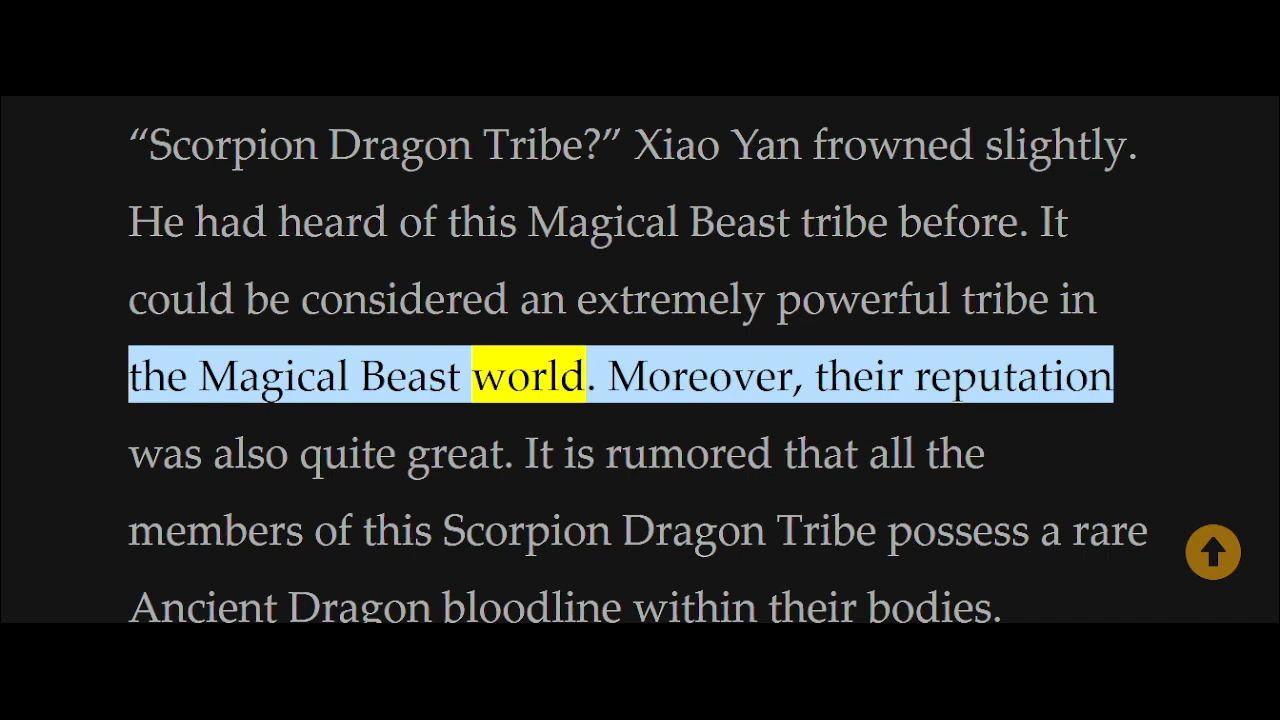 “Scorpion Dragon Tribe?” Xiao Yan frowned slightly.
He had heard of this Magical Beast tribe before. It
could be considered an extremely powerful tribe in
the Magical Beast world. Moreover, their reputation
was also quite great. It is rumored that all the
members of this Scorpion Dragon Tribe possess a rare
Ancient Dragon bloodline within their bodies.